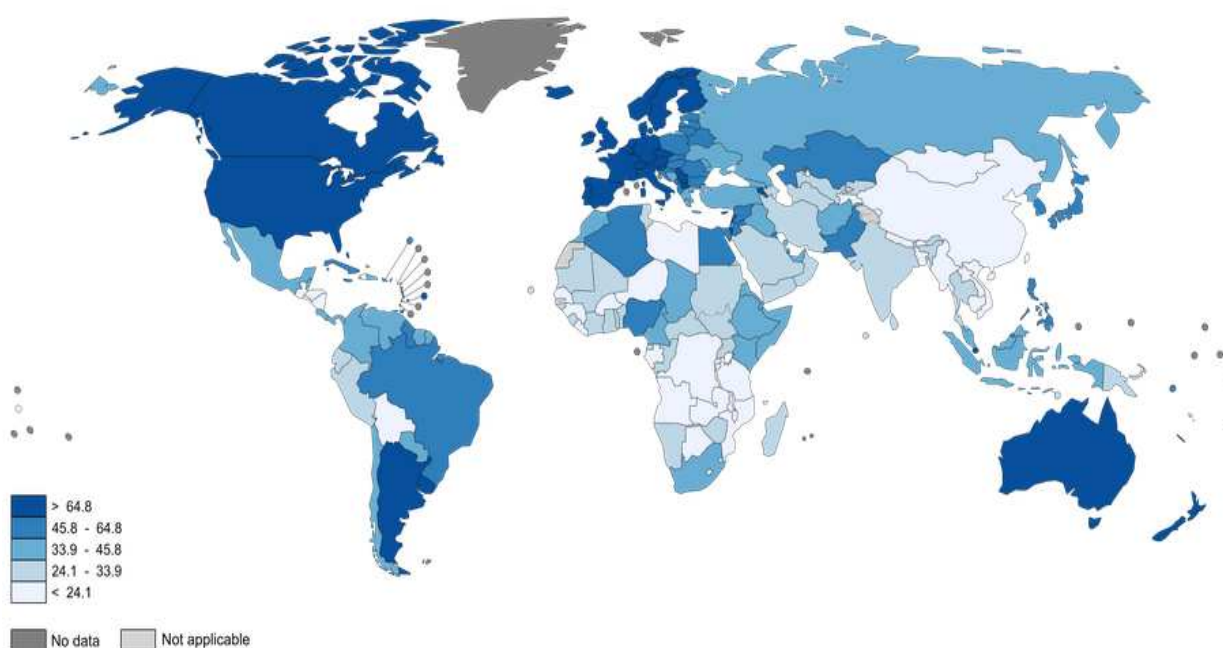 > 64.8
45.8 - 64.8
33.9 - 45.8
24.1 - 33.9
< 24.1
No data
Not applicable